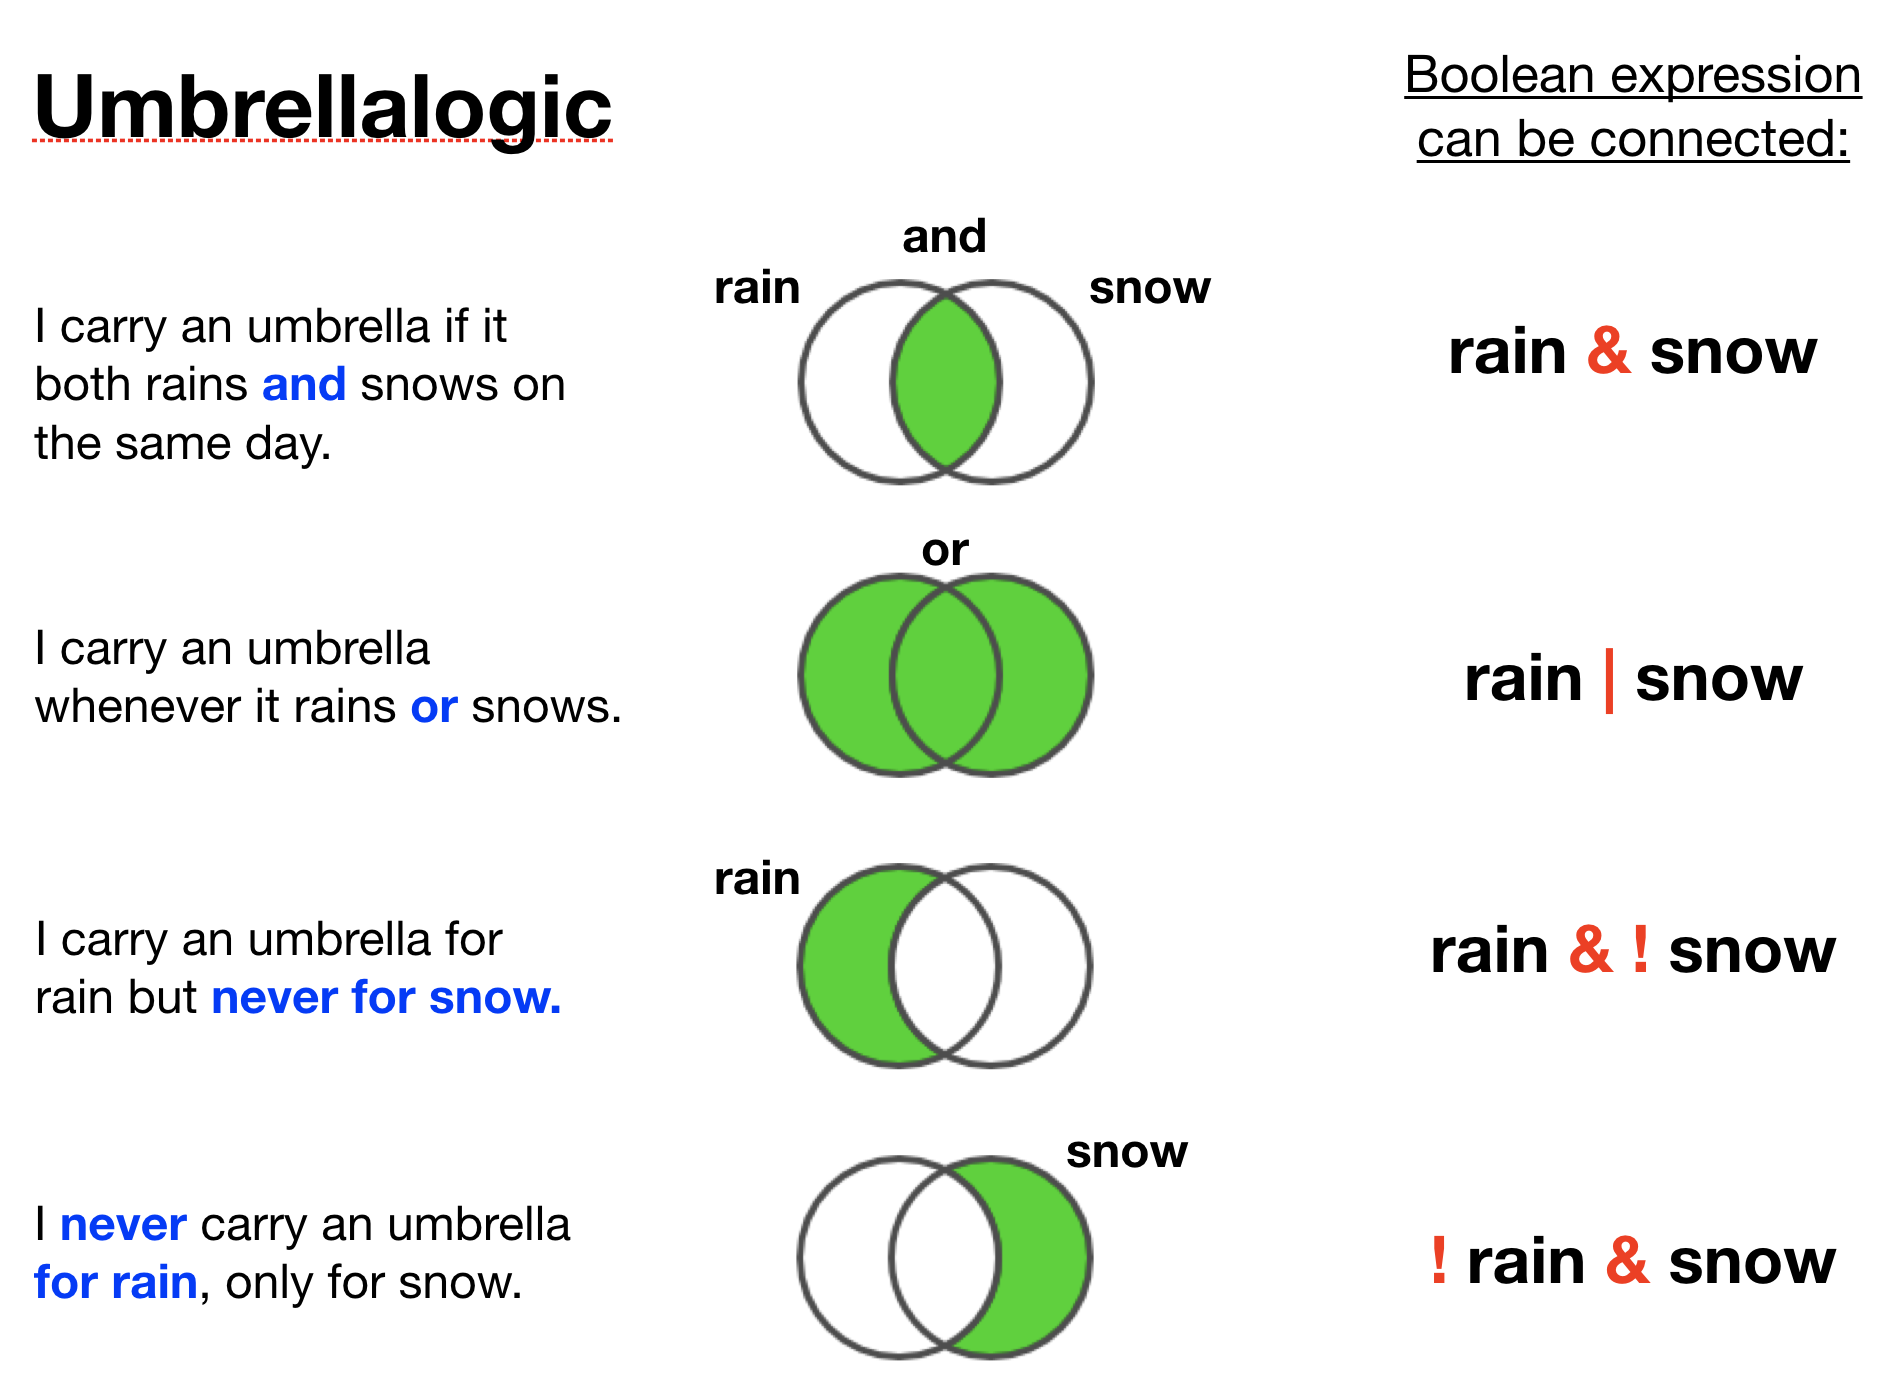 Umbrellalogic
Boolean expression
can be connected:
and
rain
snow
I carry an umbrella if it
both rains and snows on
the same day.
rain & snow
or
I carry an umbrella
whenever it rains or snows.
rain | snow
rain
I carry an umbrella for
rain but never for snow.
rain & ! snow
snow
I never carry an umbrella
for rain, only for snow.
! rain & snow